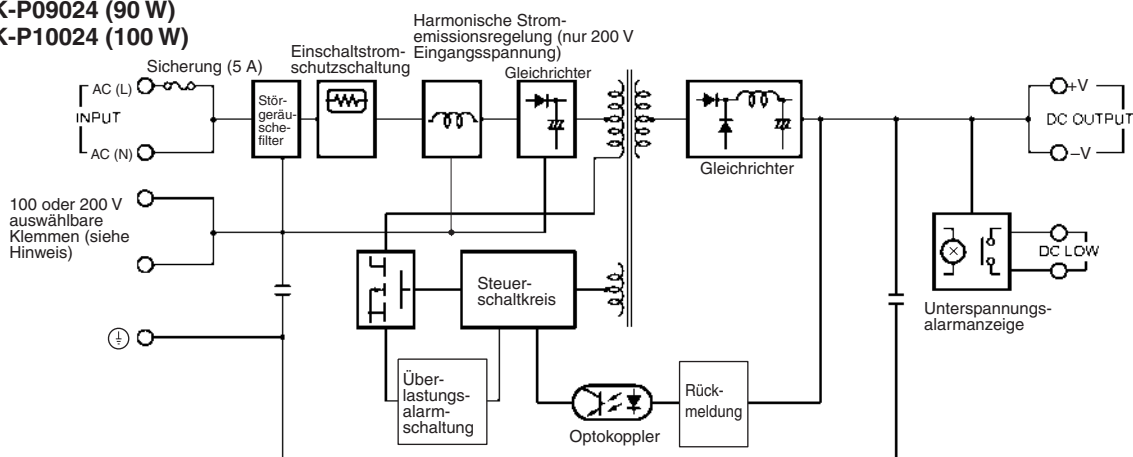 K-P09024 (90 W)
K-P10024 (100 W)
Harmonische Strom-
emissionsregelung (nur 200 V
Eingangsspannung)
Einschaltstrom-
schutzschaltung
Sicherung (5 A)
Gleichrichter
AC (L)
INPUT
AC (N)
Stör-
geräu-
sche-
filter
+V
DC OUTPUT
–V
Gleichrichter
100 oder 200 V
auswählbare
Klemmen (siehe
Hinweis)
DC LOW
Steuer-
schaltkreis
Unterspannungs-
alarmanzeige
Über-
lastungs-
alarm-
schaltung
Rück-
meldung
Optokoppler